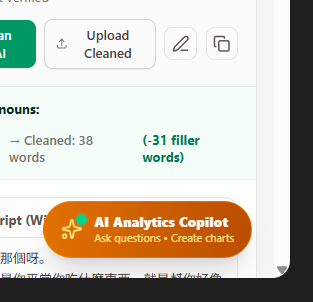 an
AI
Upload
Cleaned
nouns:
→ Cleaned: 38
words
(-31 filler
words)
ript (Wi
AI Analytics Copilot
Ask questions • Create charts
那個呀。